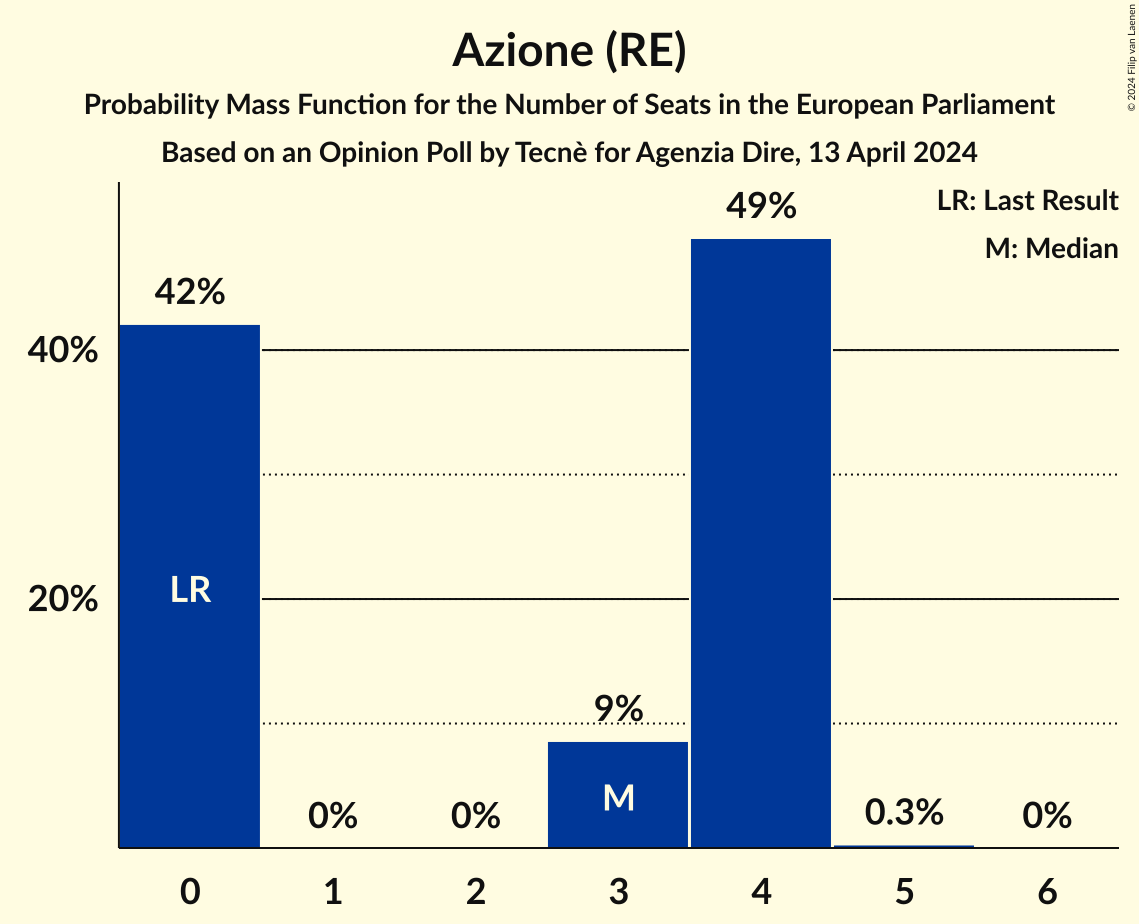 Azione (RE)
Probability Mass Function for the Number of Seats in the European Parliament
Based on an Opinion Poll by Tecnè for Agenzia Dire, 13 April 2024
© 2024 Filip van Laenen
LR: Last Result
M: Median
49%
42%
40%
LR
20%
9%
M
0%
0%
0.3%
0%
0
1
2
3
4
5
6